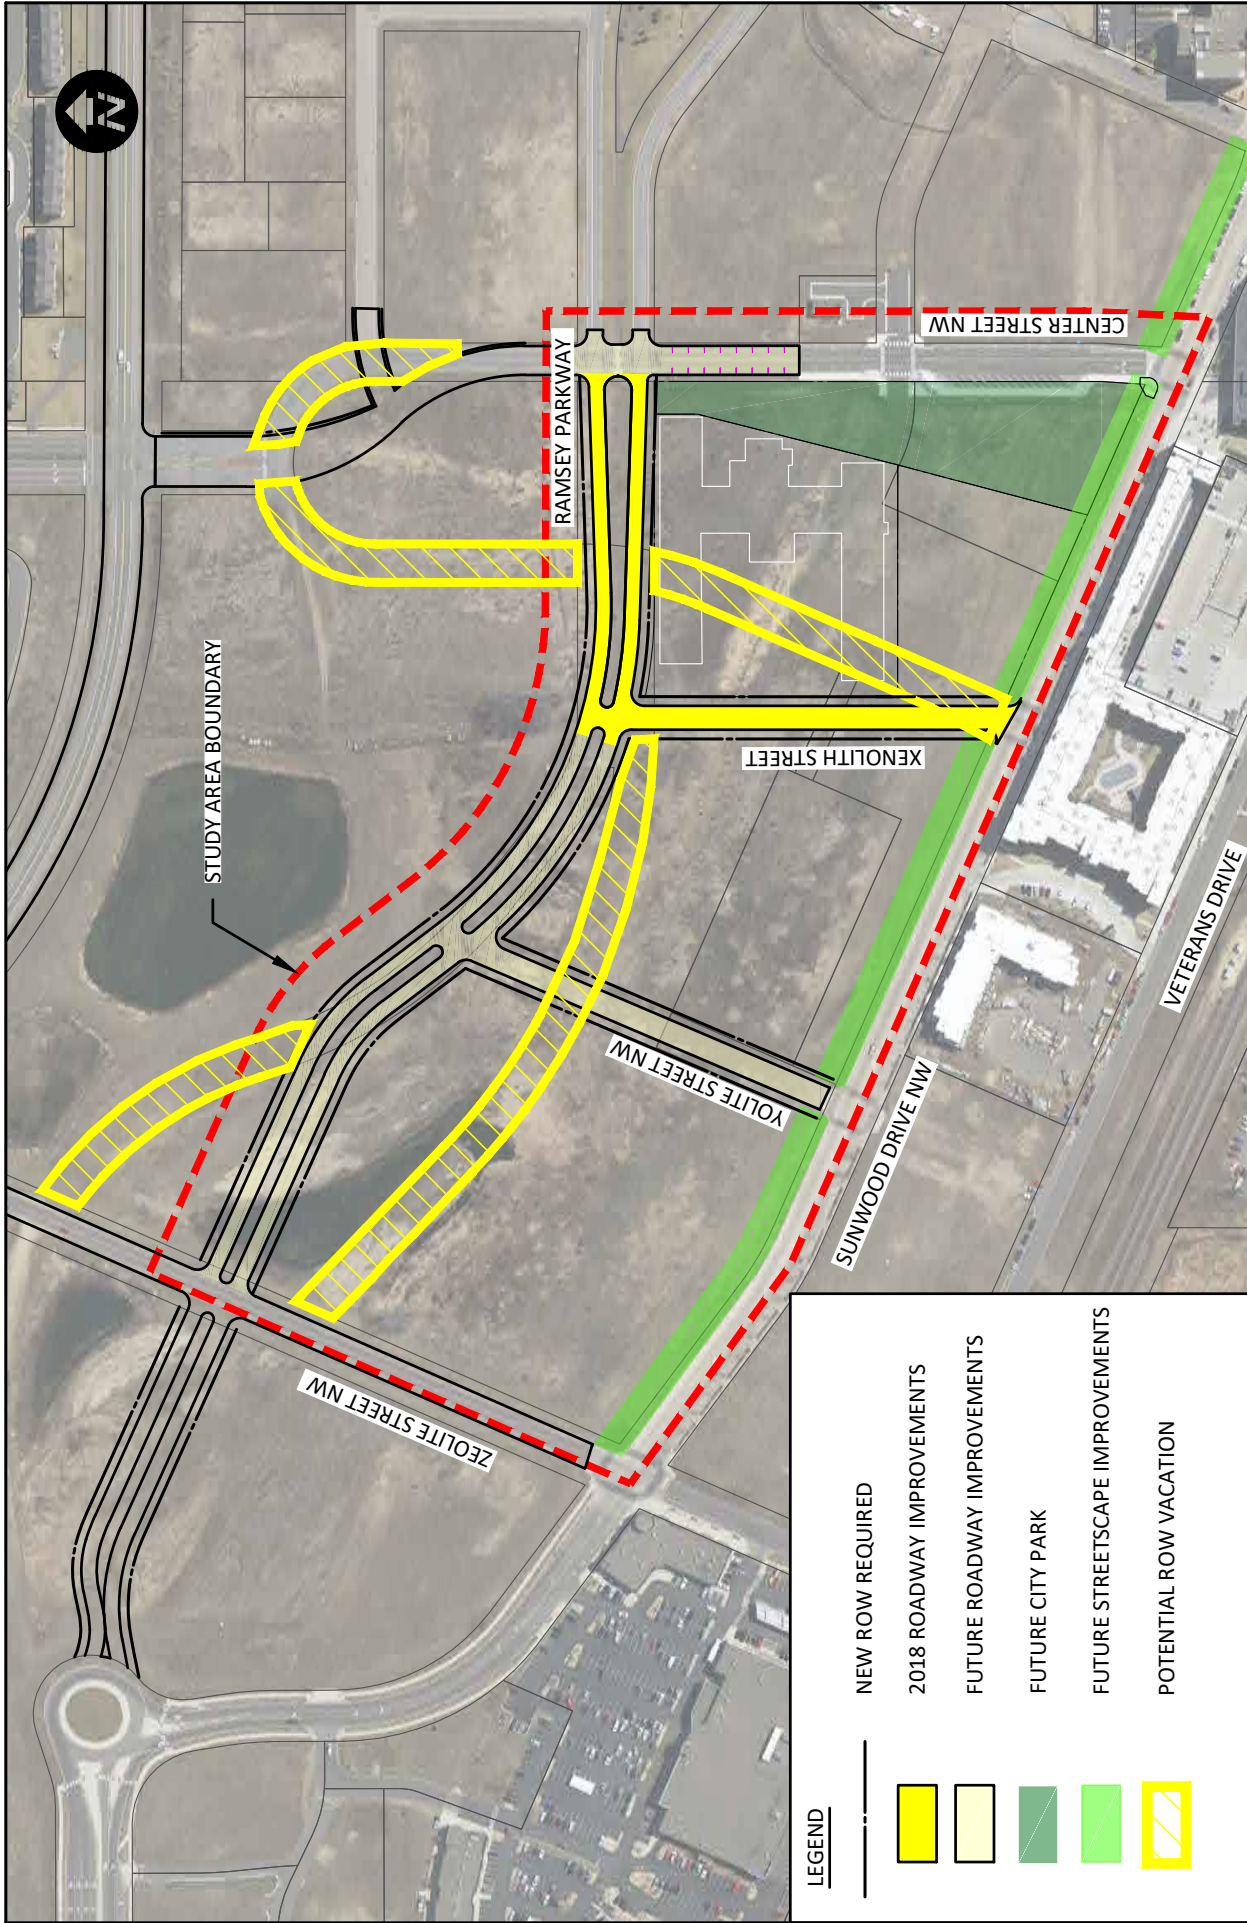 N
STUDY AREA BOUNDARY
RAMSEY PARKWAY
CENTER STREET NW
XENOLITH STREET
YOLITE STREET NW
ZEOLITE STREET NW
SUNWOOD DRIVE NW
VETERANS DRIVE
LEGEND
NEW ROW REQUIRED
2018 ROADWAY IMPROVEMENTS
FUTURE ROADWAY IMPROVEMENTS
FUTURE CITY PARK
FUTURE STREETSCAPE IMPROVEMENTS
POTENTIAL ROW VACATION